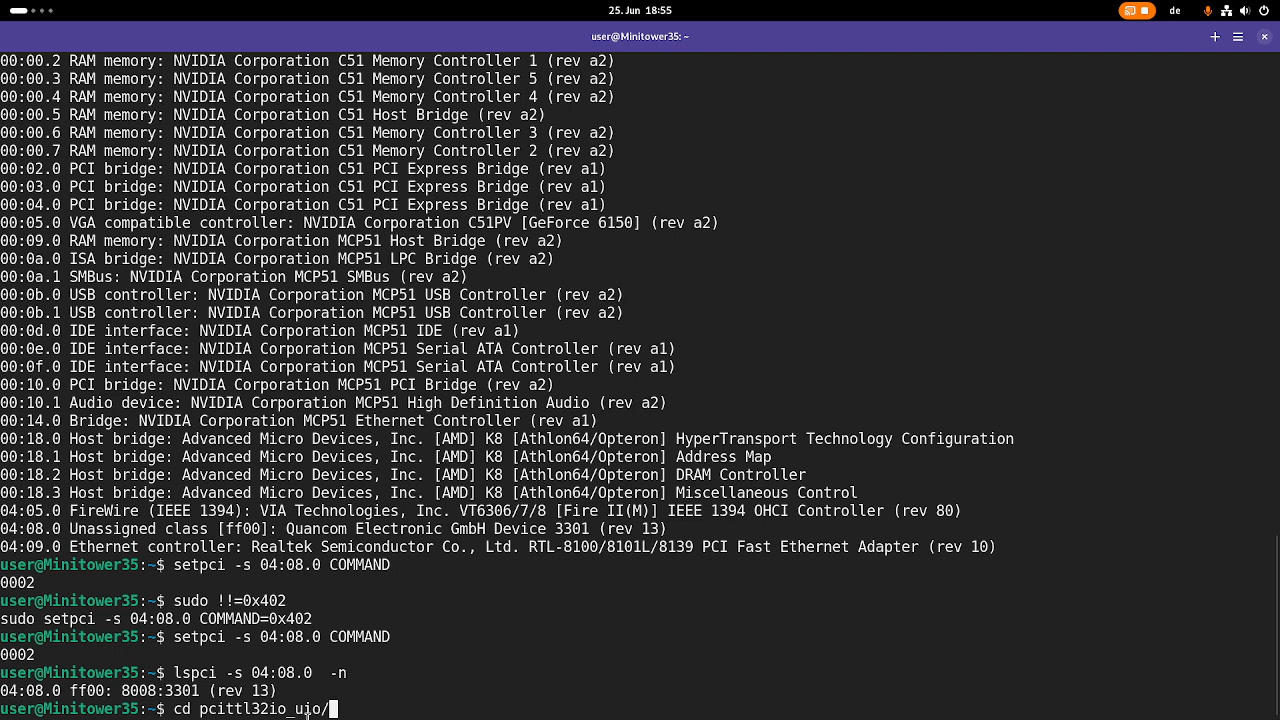 25. Jun 18:55
de
user@Minitower35: ~
00:00.2 RAM memory: NVIDIA Corporation C51 Memory Controller 1 (rev a2)
00:00.3 RAM memory: NVIDIA Corporation C51 Memory Controller 5 (rev a2)
00:00.4 RAM memory: NVIDIA Corporation C51 Memory Controller 4 (rev a2)
00:00.5 RAM memory: NVIDIA Corporation C51 Host Bridge (rev a2)
00:00.6 RAM memory: NVIDIA Corporation C51 Memory Controller 3 (rev a2)
00:00.7 RAM memory: NVIDIA Corporation C51 Memory Controller 2 (rev a2)
00:02.0 PCI bridge: NVIDIA Corporation C51 PCI Express Bridge (rev a1)
00:03.0 PCI bridge: NVIDIA Corporation C51 PCI Express Bridge (rev a1)
00:04.0 PCI bridge: NVIDIA Corporation C51 PCI Express Bridge (rev a1)
00:05.0 VGA compatible controller: NVIDIA Corporation C51PV [GeForce 6150] (rev a2)
00:09.0 RAM memory: NVIDIA Corporation MCP51 Host Bridge (rev a2)
00:0a.0 ISA bridge: NVIDIA Corporation MCP51 LPC Bridge (rev a2)
00:0a.1 SMBus: NVIDIA Corporation MCP51 SMBus (rev a2)
00:0b.0 USB controller: NVIDIA Corporation MCP51 USB Controller (rev a2)
00:0b.1 USB controller: NVIDIA Corporation MCP51 USB Controller (rev a2)
00:0d.0 IDE interface: NVIDIA Corporation MCP51 IDE (rev a1)
00:0e.0 IDE interface: NVIDIA Corporation MCP51 Serial ATA Controller (rev a1)
00:0f.0 IDE interface: NVIDIA Corporation MCP51 Serial ATA Controller (rev a1)
00:10.0 PCI bridge: NVIDIA Corporation MCP51 PCI Bridge (rev a2)
00:10.1 Audio device: NVIDIA Corporation MCP51 High Definition Audio (rev a2)
00:14.0 Bridge: NVIDIA Corporation MCP51 Ethernet Controller (rev a1)
00:18.0 Host bridge: Advanced Micro Devices, Inc. [AMD] K8 [Athlon64/Opteron] HyperTransport Technology Configuration
00:18.1 Host bridge: Advanced Micro Devices, Inc. [AMD] K8 [Athlon64/Opteron] Address Map
00:18.2 Host bridge: Advanced Micro Devices, Inc. [AMD] K8 [Athlon64/Opteron] DRAM Controller
00:18.3 Host bridge: Advanced Micro Devices, Inc. [AMD] K8 [Athlon64/Opteron] Miscellaneous Control
04:05.0 FireWire (IEEE 1394): VIA Technologies, Inc. VT6306/7/8 [Fire II(M)] IEEE 1394 OHCI Controller (rev 80)
04:08.0 Unassigned class [ff00]: Quancom Electronic GmbH Device 3301 (rev 13)
04:09.0 Ethernet controller: Realtek Semiconductor Co., Ltd. RTL-8100/8101L/8139 PCI Fast Ethernet Adapter (rev 10)
user@Minitower35:~$ setpci -s 04:08.0 COMMAND
0002
user@Minitower35:~$ sudo !!=0x402
sudo setpci -s 04:08.0 COMMAND=0x402
user@Minitower35:~$ setpci -s 04:08.0 COMMAND
0002
user@Minitower35:~$ lspci -s 04:08.0  -n
04:08.0 ff00: 8008:3301 (rev 13)
user@Minitower35:~$ cd pcittl32io_uio/